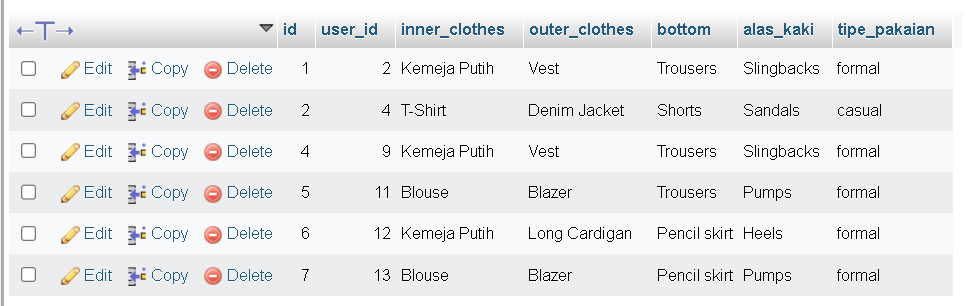 id user_id inner_clothes outer_clothes bottom alas_kaki tipe_pakaian
Edit Copy Delete 1 2 Kemeja Putih Vest Trousers Slingbacks formal
Edit Copy Delete 2 4 T-Shirt Denim Jacket Shorts Sandals casual
Edit Copy Delete 4 9 Kemeja Putih Vest Trousers Slingbacks formal
Edit Copy Delete 5 11 Blouse Blazer Trousers Pumps formal
Edit Copy Delete 6 12 Kemeja Putih Long Cardigan Pencil skirt Heels formal
Edit Copy Delete 7 13 Blouse Blazer Pencil skirt Pumps formal